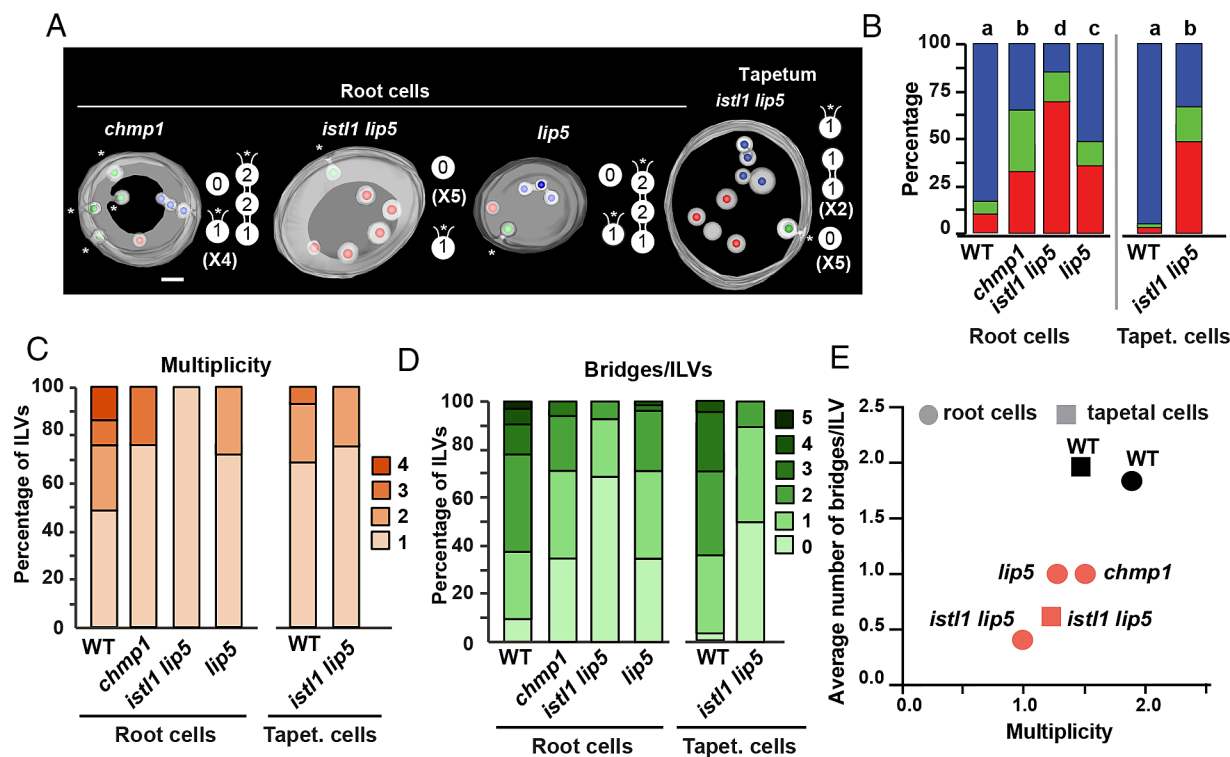 A
Root cells
Tapetum
chmp1
istl1 lip5
lip5
istl1 lip5
*
*
*
*
0
1
(X4)
*
2
2
1
*
0
(X5)
*
1
*
0
*
1
*
2
2
1
*
*
1
1
1
(X2)
0
(X5)
B
a b d c a b
Percentage
100
75
50
25
0
WT
chmp1
istl1 lip5
lip5
WT
istl1 lip5
Root cells
Tapet. cells
C
Multiplicity
Percentage of ILVs
100
80
60
40
20
0
4
3
2
1
WT
chmp1
istl1 lip5
lip5
WT
istl1 lip5
Root cells
Tapet. cells
D
Bridges/ILVs
Percentage of ILVs
100
80
60
40
20
0
5
4
3
2
1
0
WT
chmp1
istl1 lip5
lip5
WT
istl1 lip5
Root cells
Tapet. cells
E
Average number of bridges/ILV
2.5
2.0
1.5
1.0
0.5
0.0
root cells
tapetal cells
WT
WT
lip5
chmp1
istl1 lip5
istl1 lip5
0.0
1.0
2.0
Multiplicity